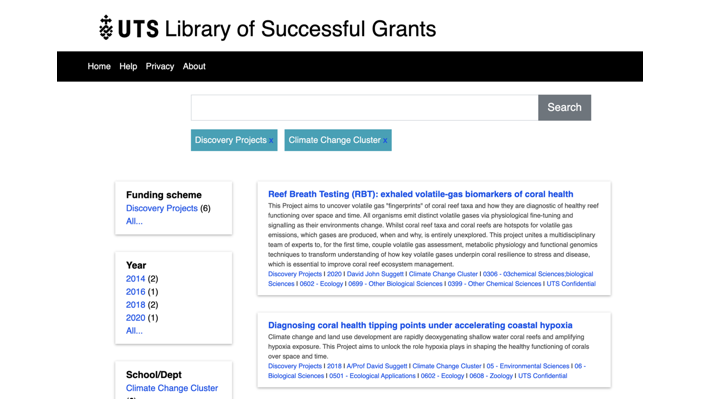 UTS Library of Successful Grants
Home Help Privacy About
Search
Discovery Projects x Climate Change Cluster x
Funding scheme
Discovery Projects (6)
All...
Year
2014 (2)
2016 (1)
2018 (2)
2020 (1)
All...
School/Dept
Climate Change Cluster
Reef Breath Testing (RBT): exhaled volatile-gas biomarkers of coral health
This Project aims to uncover volatile gas "fingerprints" of coral reef taxa and how they are diagnostic of healthy reef
functioning over space and time. All organisms emit distinct volatile gases via physiological fine-tuning and
signalling as their environments change. Whilst coral reef taxa and coral reefs are hotspots for volatile gas
emissions, which gases are produced, when and why, is entirely unexplored. This project unites a multidisciplinary
team of experts to, for the first time, couple volatile gas assessment, metabolic physiology and functional genomics
techniques to transform understanding of how key volatile gases underpin coral resilience to stress and disease,
which is essential to improve coral reef ecosystem management.
Discovery Projects I 2020 I David John Suggett I Climate Change Cluster I 0306 - 03chemical Sciences;biological
Sciences I 0602 - Ecology I 0699 - Other Biological Sciences I 0399 - Other Chemical Sciences I UTS Confidential
Diagnosing coral health tipping points under accelerating coastal hypoxia
Climate change and land use development are rapidly deoxygenating shallow water coral reefs and amplifying
hypoxia exposure. This Project aims to unlock the role hypoxia plays in shaping the healthy functioning of corals
over space and time.
Discovery Projects I 2018 I A/Prof David Suggett I Climate Change Cluster I 05 - Environmental Sciences I 06 -
Biological Sciences I 0501 - Ecological Applications I 0602 - Ecology I 0608 - Zoology I UTS Confidential